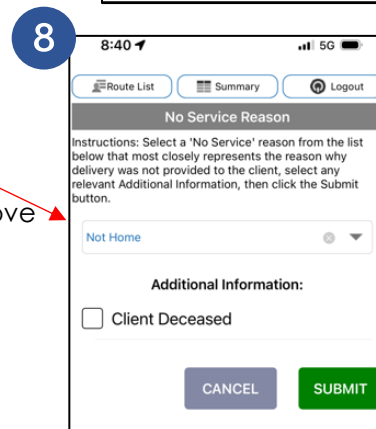 8
8:40 5G
Route List Summary Logout
No Service Reason
Instructions: Select a 'No Service' reason from the list
below that most closely represents the reason why
delivery was not provided to the client, select any
relevant Additional Information, then click the Submit
button.
ove
Not Home
Additional Information:
Client Deceased
CANCEL SUBMIT